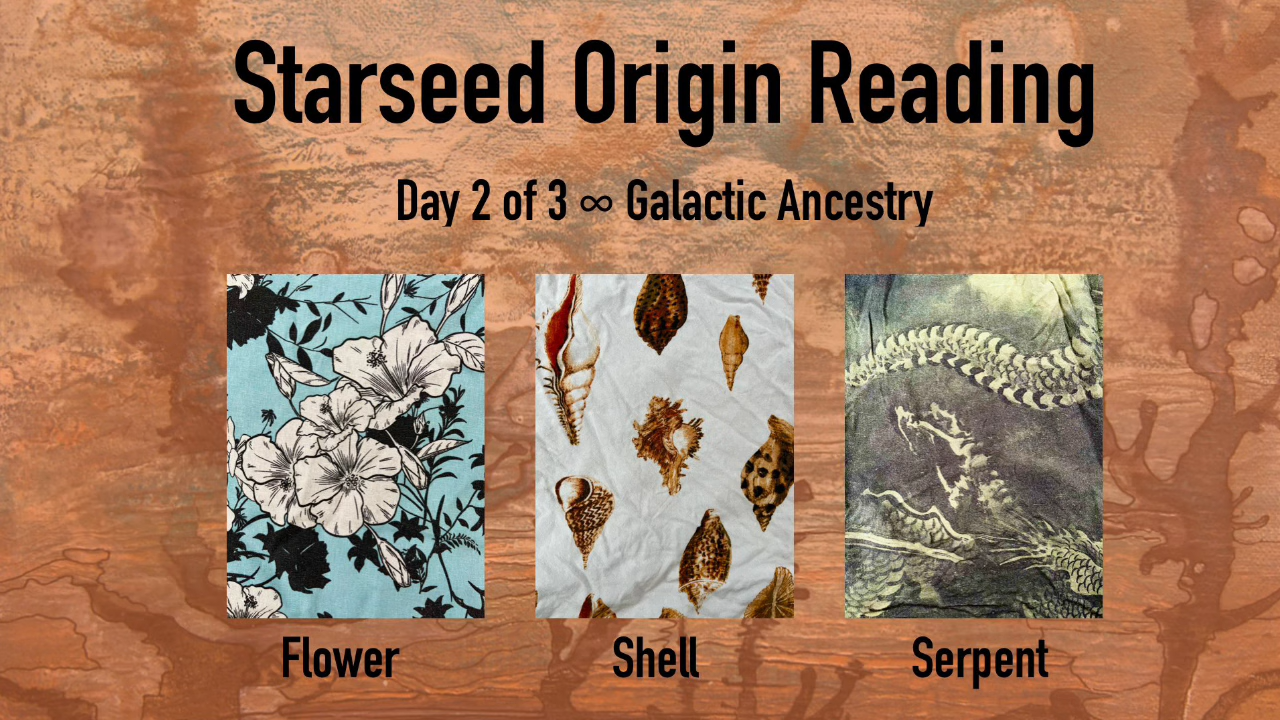 Starseed Origin Reading
Day 2 of 3 ∞ Galactic Ancestry
Flower
Shell
Serpent